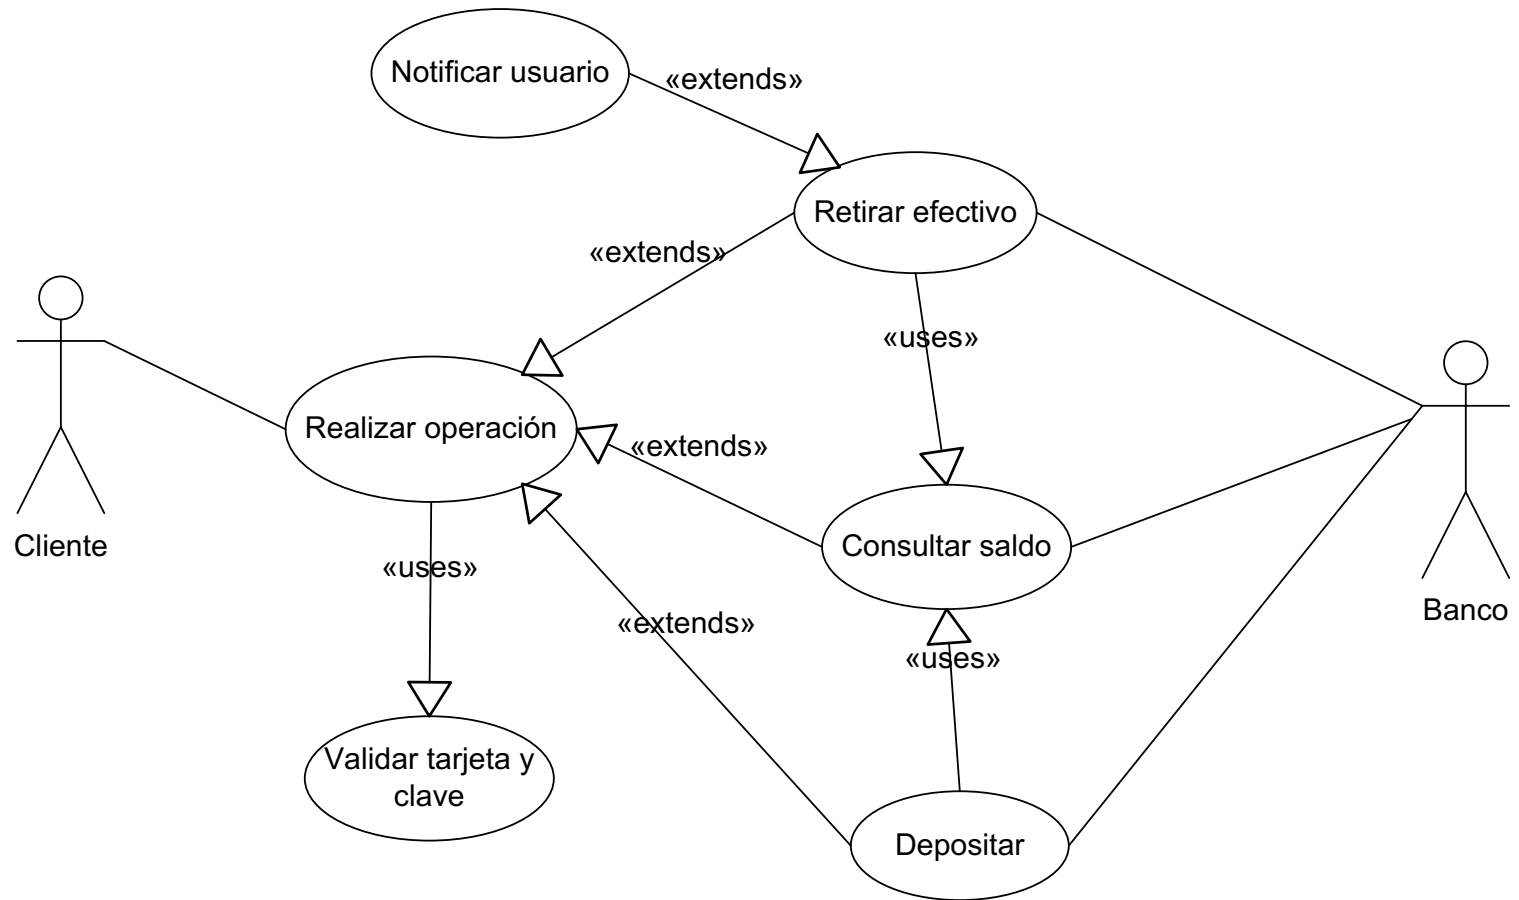 Notificar usuario
«extends»
Retirar efectivo
«extends»
«uses»
Realizar operación
«extends»
Cliente
Consultar saldo
«uses»
Banco
«extends»
«uses»
Validar tarjeta y
clave
Depositar